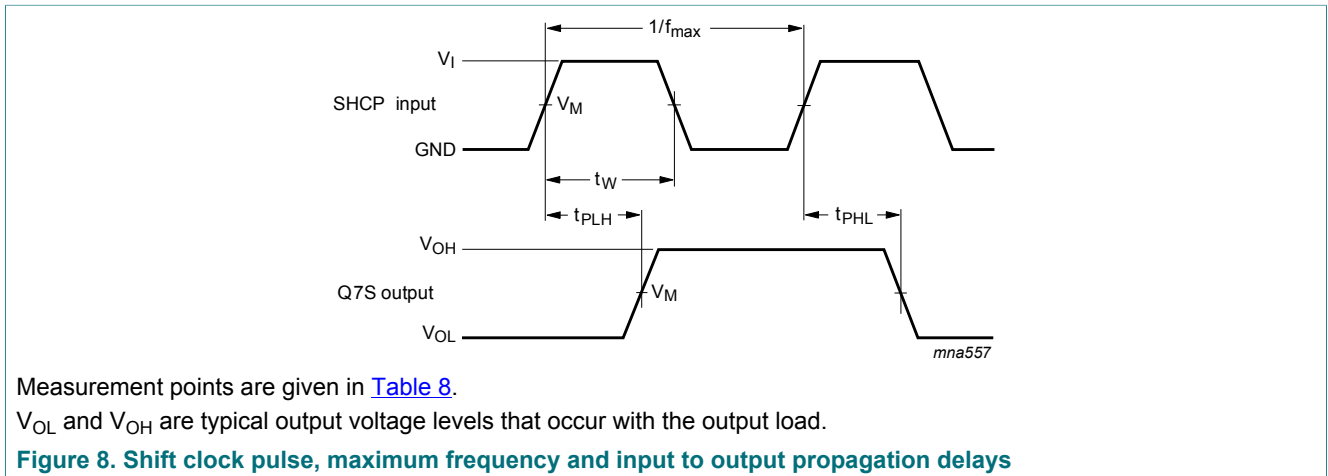 1/fmax
VI
SHCP input
VM
GND
tW
tPLH
tPHL
VOH
Q7S output
VM
VOL
mna557
Measurement points are given in Table 8.
VOL and VOH are typical output voltage levels that occur with the output load.
Figure 8. Shift clock pulse, maximum frequency and input to output propagation delays